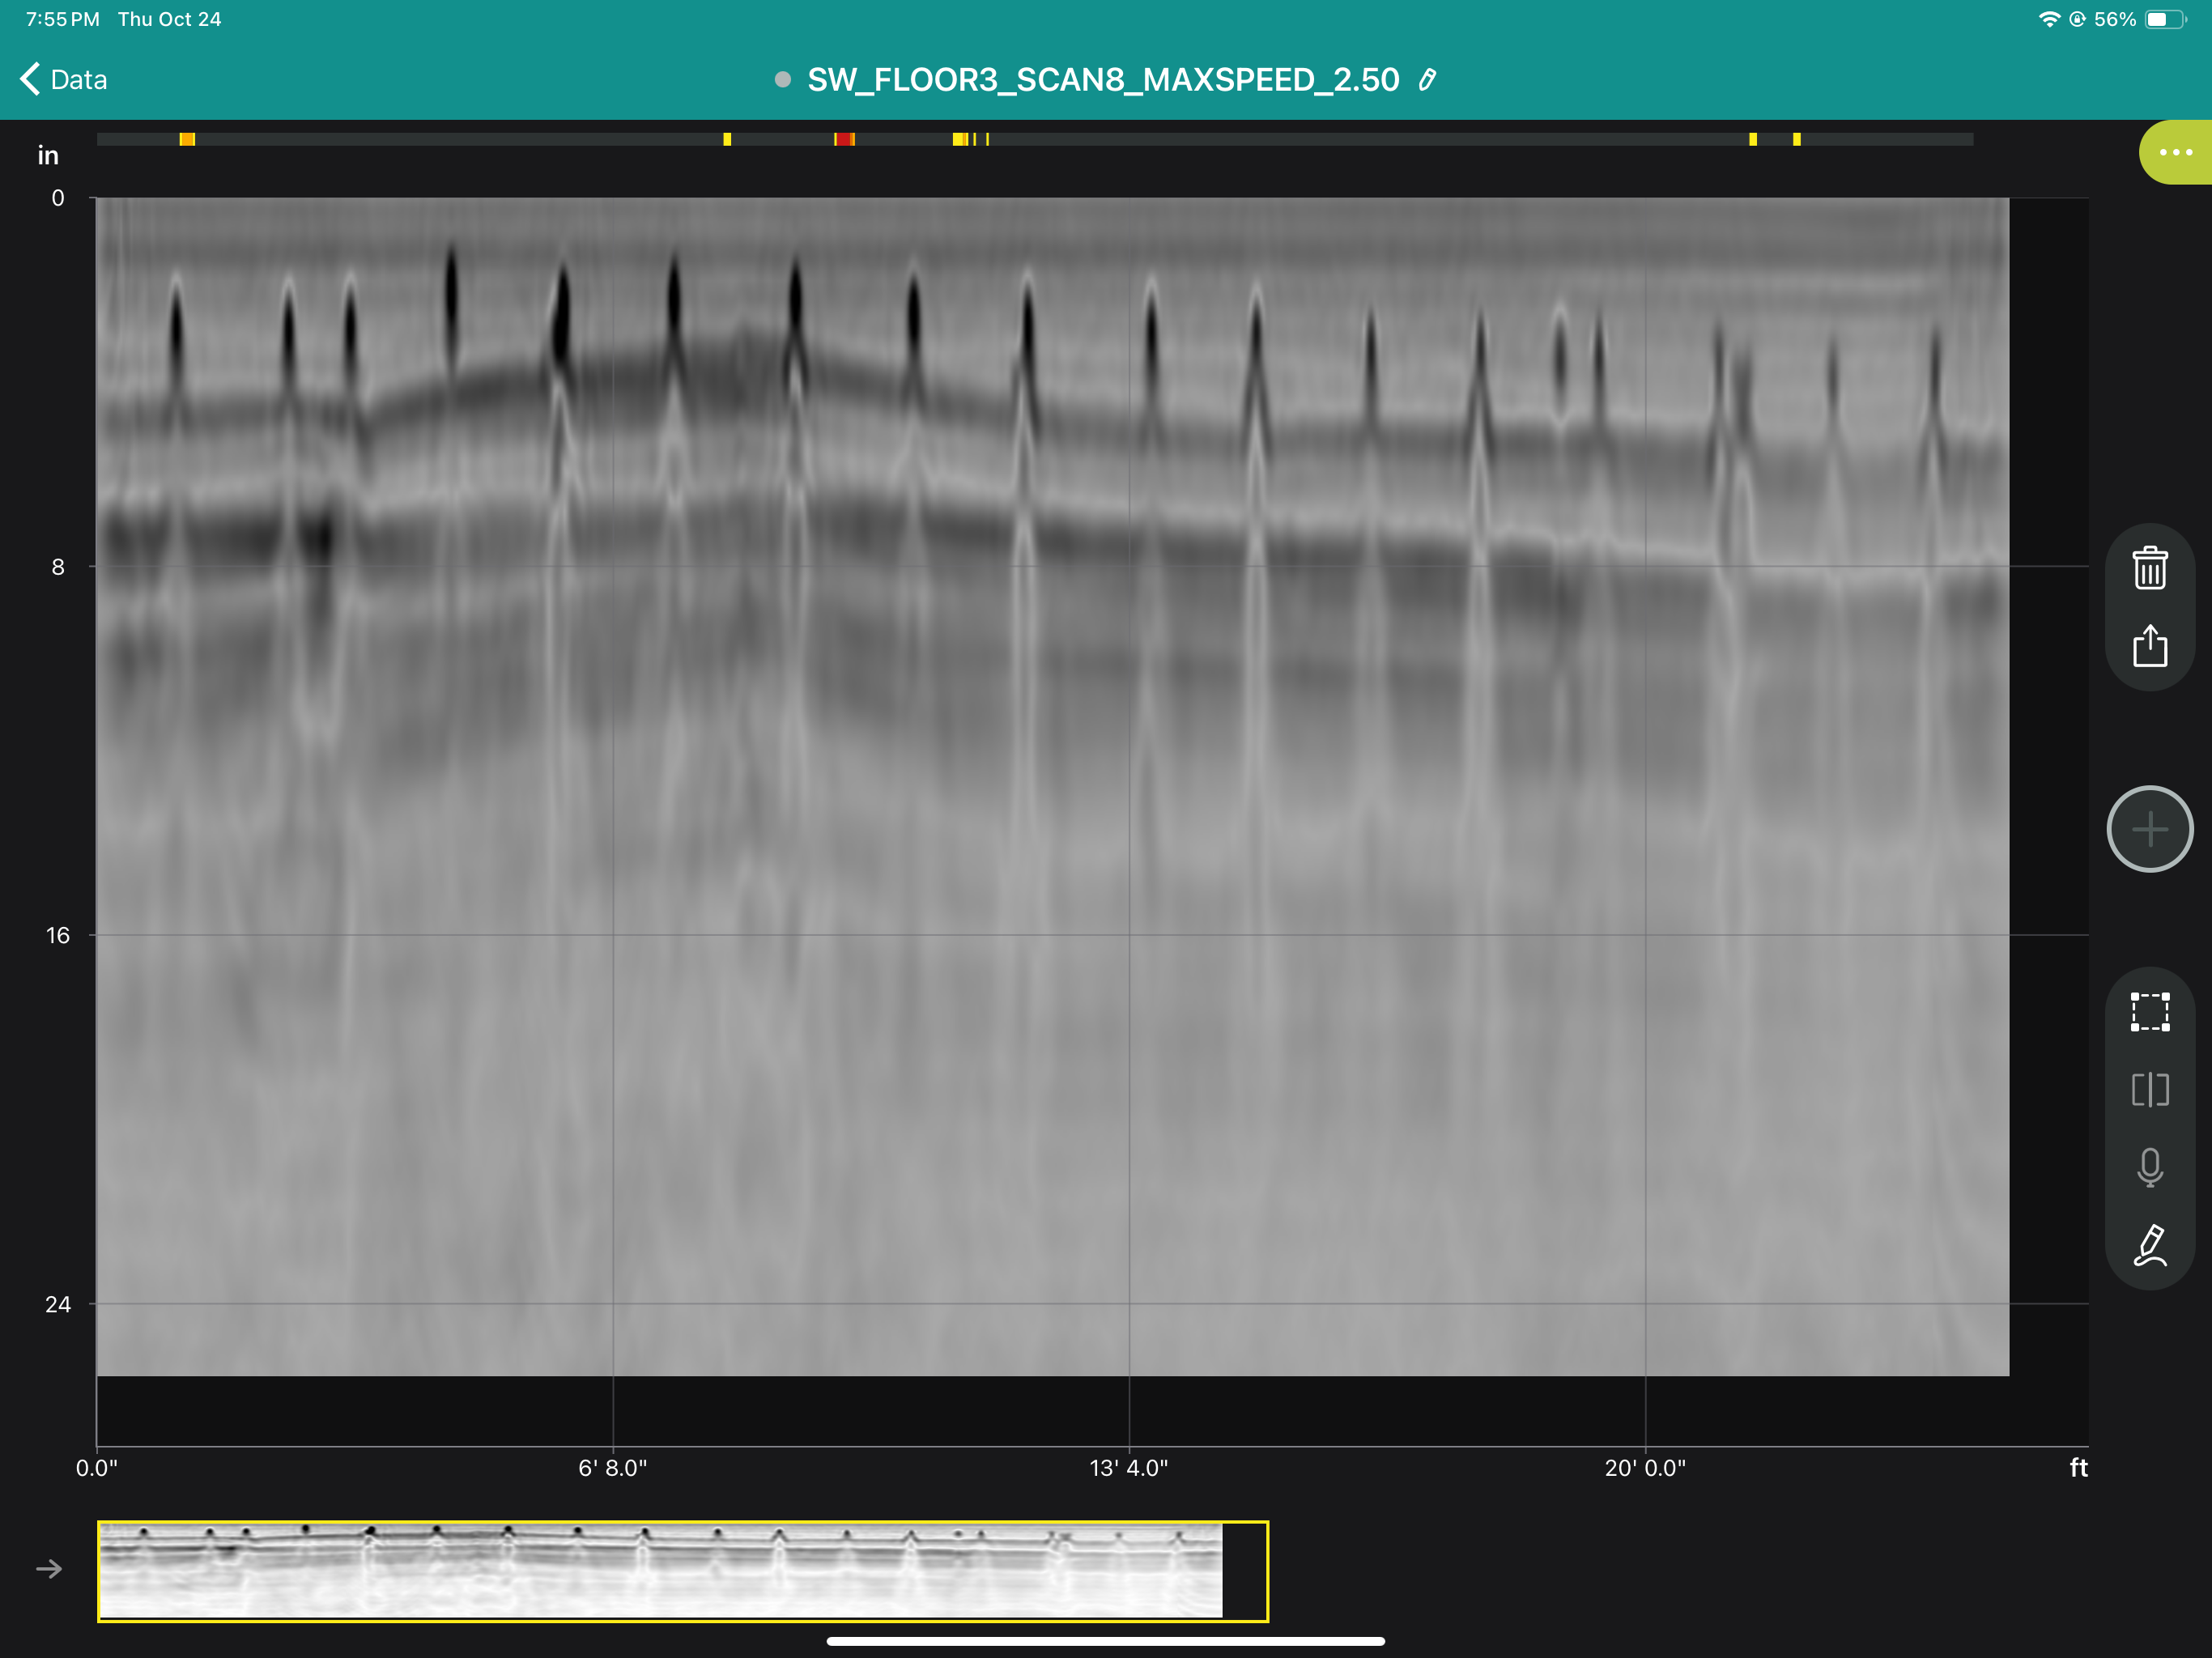 7:55 PM Thu Oct 24
56%
Data
SW_FLOOR3_SCAN8_MAXSPEED_2.50
in
0
8
16
24
0.0" 6' 8.0" 13' 4.0" 20' 0.0" ft